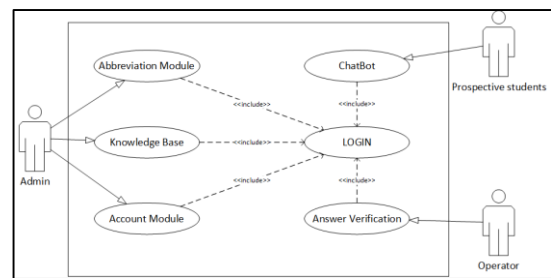 Abbreviation Module
ChatBot
Prospective students
<<include>>
<<include>>
Knowledge Base
<<include>>
LOGIN
Admin
<<include>>
<<include>>
Account Module
Answer Verification
Operator